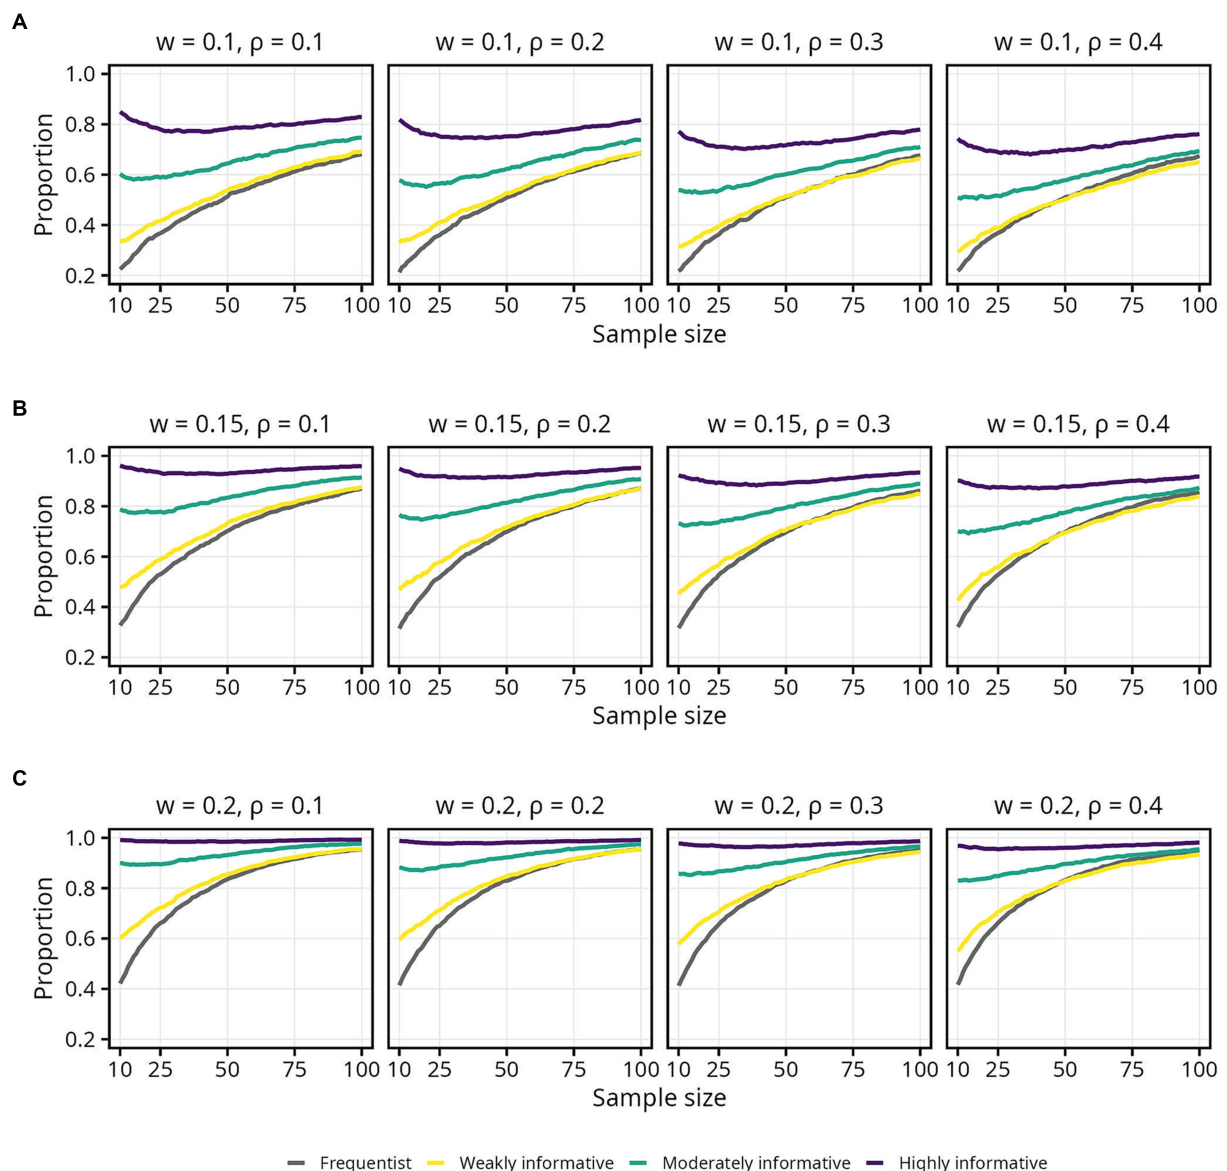 A
w = 0.1, ρ = 0.1 w = 0.1, ρ = 0.2 w = 0.1, ρ = 0.3 w = 0.1, ρ = 0.4
Proportion
1.0
0.8
0.6
0.4
0.2
10 25 50 75 100 10 25 50 75 100 10 25 50 75 100 10 25 50 75 100
Sample size
B
w = 0.15, ρ = 0.1 w = 0.15, ρ = 0.2 w = 0.15, ρ = 0.3 w = 0.15, ρ = 0.4
Proportion
1.0
0.8
0.6
0.4
0.2
10 25 50 75 100 10 25 50 75 100 10 25 50 75 100 10 25 50 75 100
Sample size
C
w = 0.2, ρ = 0.1 w = 0.2, ρ = 0.2 w = 0.2, ρ = 0.3 w = 0.2, ρ = 0.4
Proportion
1.0
0.8
0.6
0.4
0.2
10 25 50 75 100 10 25 50 75 100 10 25 50 75 100 10 25 50 75 100
Sample size
Frequentist Weakly informative Moderately informative Highly informative